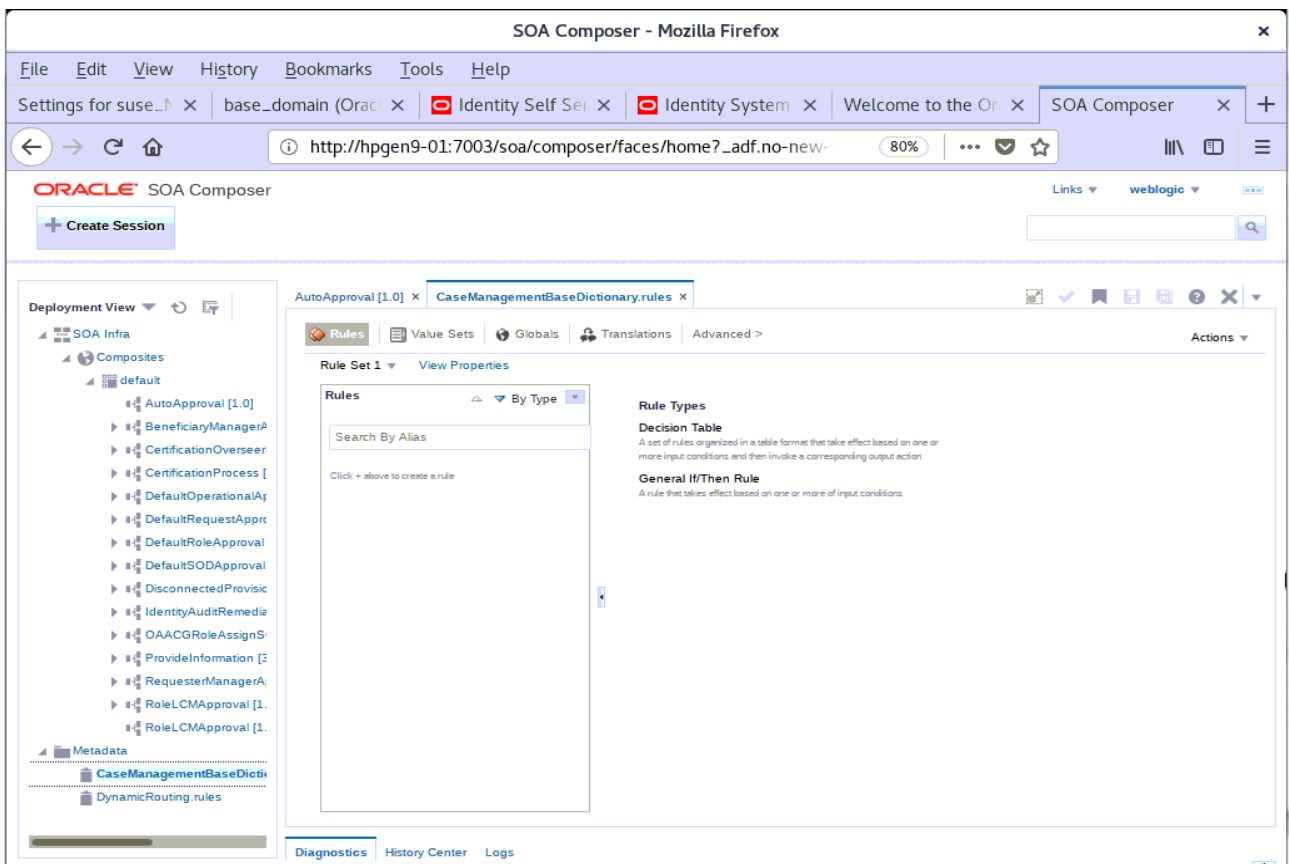 SOA Composer - Mozilla Firefox
File Edit View History Bookmarks Tools Help
Settings for suse_ base_domain (Orac Identity Self Ser Identity System Welcome to the Or SOA Composer
http://hpgen9-01:7003/soa/composer/faces/home?_adf.no-new- 80%
ORACLE SOA Composer Links weblogic
Create Session
Deployment View
SOA Infra
Composites
default
AutoApproval [1.0]
BeneficiaryManagerA
CertificationOverseer
CertificationProcess [
DefaultOperationalAp
DefaultRequestAppro
DefaultRoleApproval
DefaultSODApproval
DisconnectedProvisio
IdentityAuditRemedia
OAACGRoleAssignS
ProvideInformation [3
RequesterManagerA
RoleLCMApproval [1.
RoleLCMApproval [1.
Metadata
CaseManagementBaseDicti
DynamicRouting.rules
AutoApproval [1.0] CaseManagementBaseDictionary.rules
Rules Value Sets Globals Translations Advanced > Actions
Rule Set 1 View Properties
Rules By Type
Search By Alias
Click + above to create a rule
Rule Types
Decision Table
A set of rules organized in a table format that take effect based on one or
more input conditions and then invoke a corresponding output action
General If/Then Rule
A rule that takes effect based on one or more of input conditions
Diagnostics History Center Logs